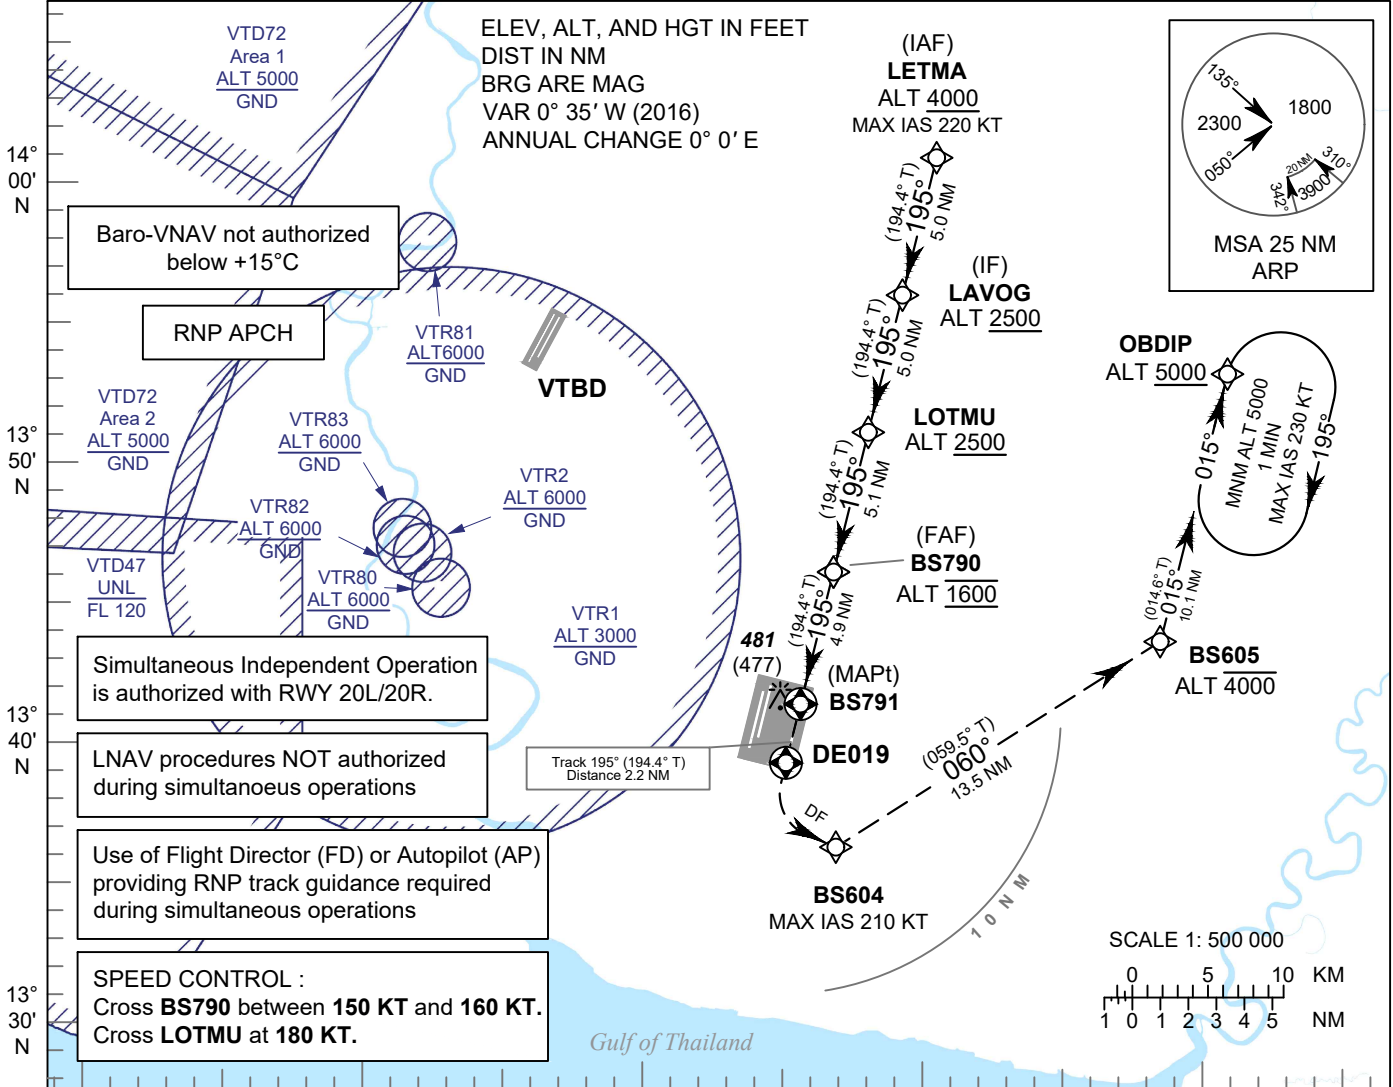 VTD72
Area 1
ALT 5000
GND
ELEV, ALT, AND HGT IN FEET
DIST IN NM
BRG ARE MAG
VAR 0° 35' W (2016)
ANNUAL CHANGE 0° 0' E
(IAF)
LETMA
ALT 4000
MAX IAS 220 KT
135°
2300
1800
050°
20 NM
310°
342°
3900
MSA 25 NM
ARP
14°
00'
N
(194.4° T)
195°
5.0 NM
Baro-VNAV not authorized
below +15°C
RNP APCH
VTR81
ALT6000
GND
VTBD
(IF)
LAVOG
ALT 2500
(194.4° T)
195°
5.0 NM
OBDIP
ALT 5000
MNM ALT 5000
1 MIN
MAX IAS 230 KT
195°
015°
VTD72
Area 2
ALT 5000
GND
13°
50'
N
VTR83
ALT 6000
GND
LOTMU
ALT 2500
(194.4° T)
195°
5.1 NM
VTR82
ALT 6000
GND
VTR2
ALT 6000
GND
(FAF)
BS790
ALT 1600
VTD47
UNL
FL 120
VTR80
ALT 6000
GND
VTR1
ALT 3000
GND
(194.4° T)
195°
4.9 NM
(014.6° T)
015°
10.1 NM
481
(477)
(MAPt)
BS791
BS605
ALT 4000
Simultaneous Independent Operation
is authorized with RWY 20L/20R.
13°
40'
N
LNAV procedures NOT authorized
during simultanoeus operations
Track 195° (194.4° T)
Distance 2.2 NM
DE019
(059.5° T)
060°
13.5 NM
DF
Use of Flight Director (FD) or Autopilot (AP)
providing RNP track guidance required
during simultaneous operations
BS604
MAX IAS 210 KT
10 NM
SPEED CONTROL :
Cross BS790 between 150 KT and 160 KT.
Cross LOTMU at 180 KT.
13°
30'
N
Gulf of Thailand
SCALE 1: 500 000
0 5 10 KM
1 0 1 2 3 4 5 NM